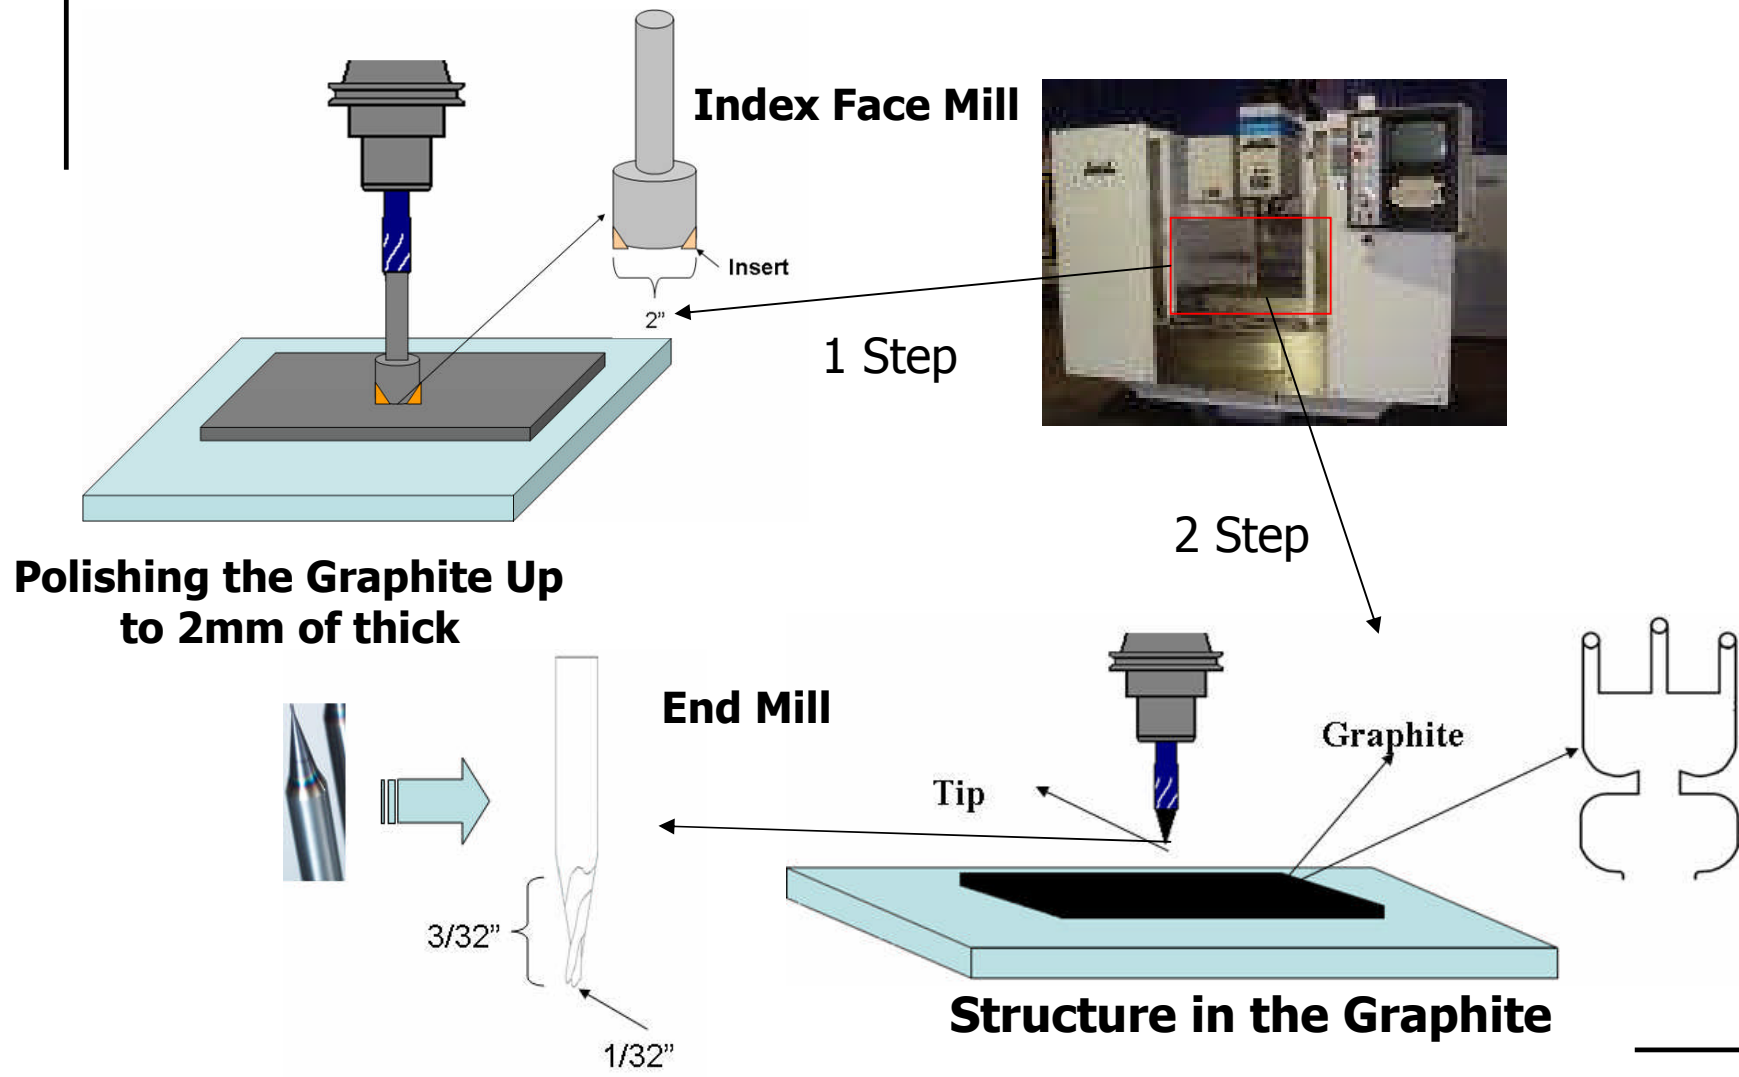 Index Face Mill
Insert
2”
1 Step
2 Step
Polishing the Graphite Up
to 2mm of thick
End Mill
Graphite
Tip
3/32”
1/32”
Structure in the Graphite